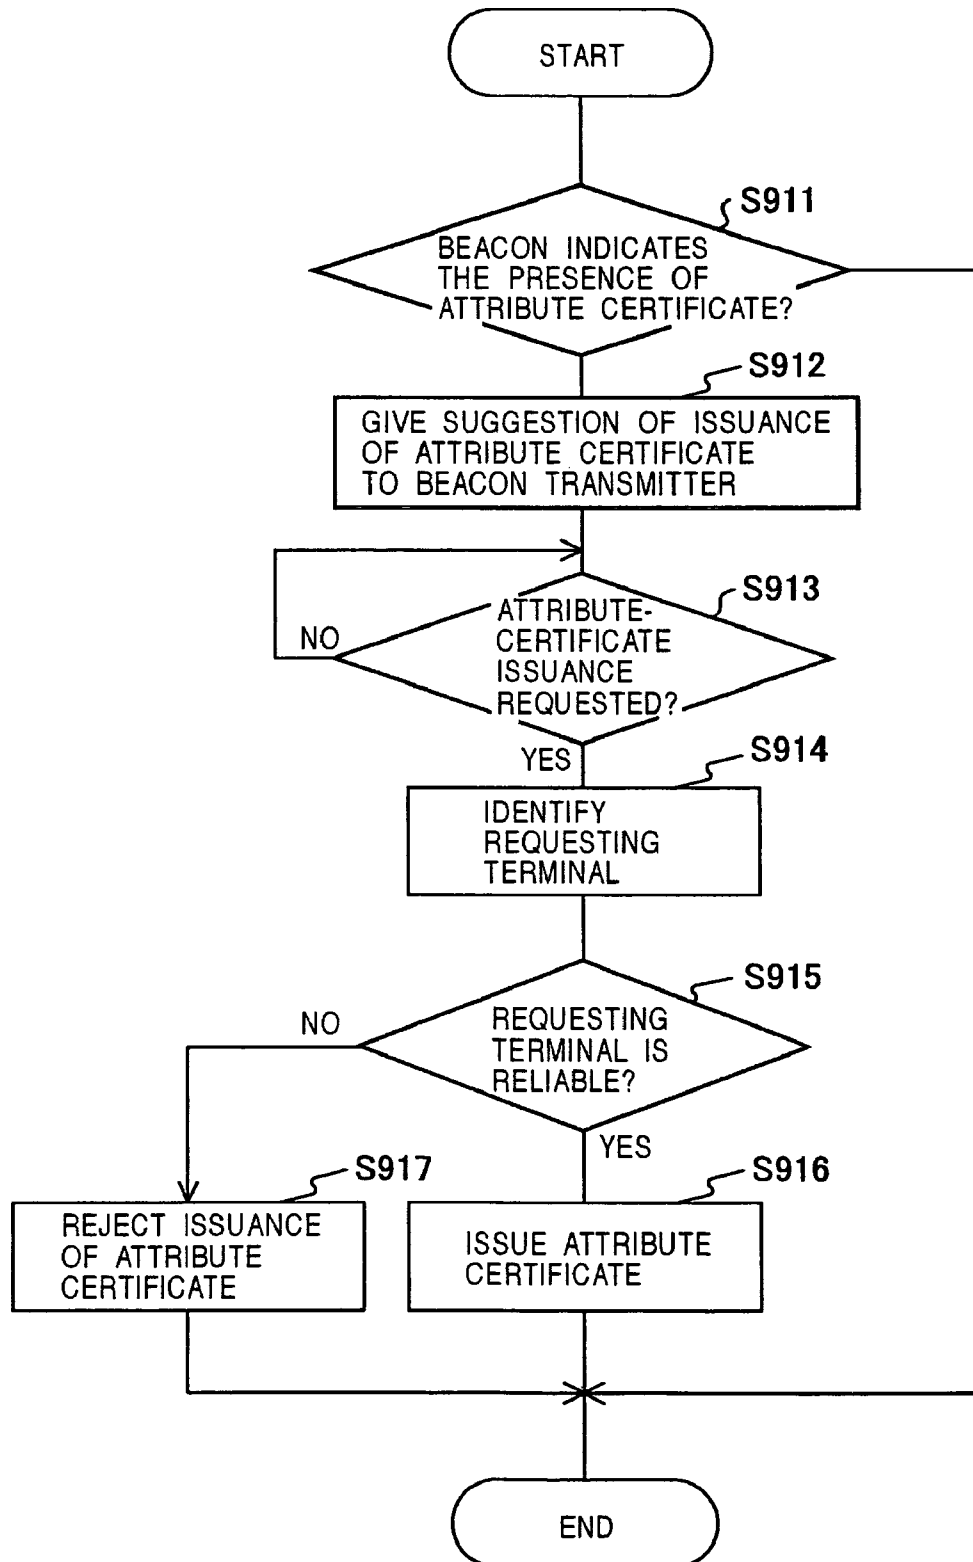 START
S911
BEACON INDICATES
THE PRESENCE OF
ATTRIBUTE CERTIFICATE?
S912
GIVE SUGGESTION OF ISSUANCE
OF ATTRIBUTE CERTIFICATE
TO BEACON TRANSMITTER
S913
ATTRIBUTE-
CERTIFICATE
ISSUANCE
REQUESTED?
NO
YES
S914
IDENTIFY
REQUESTING
TERMINAL
S915
REQUESTING
TERMINAL IS
RELIABLE?
NO
YES
S917
REJECT ISSUANCE
OF ATTRIBUTE
CERTIFICATE
S916
ISSUE ATTRIBUTE
CERTIFICATE
END